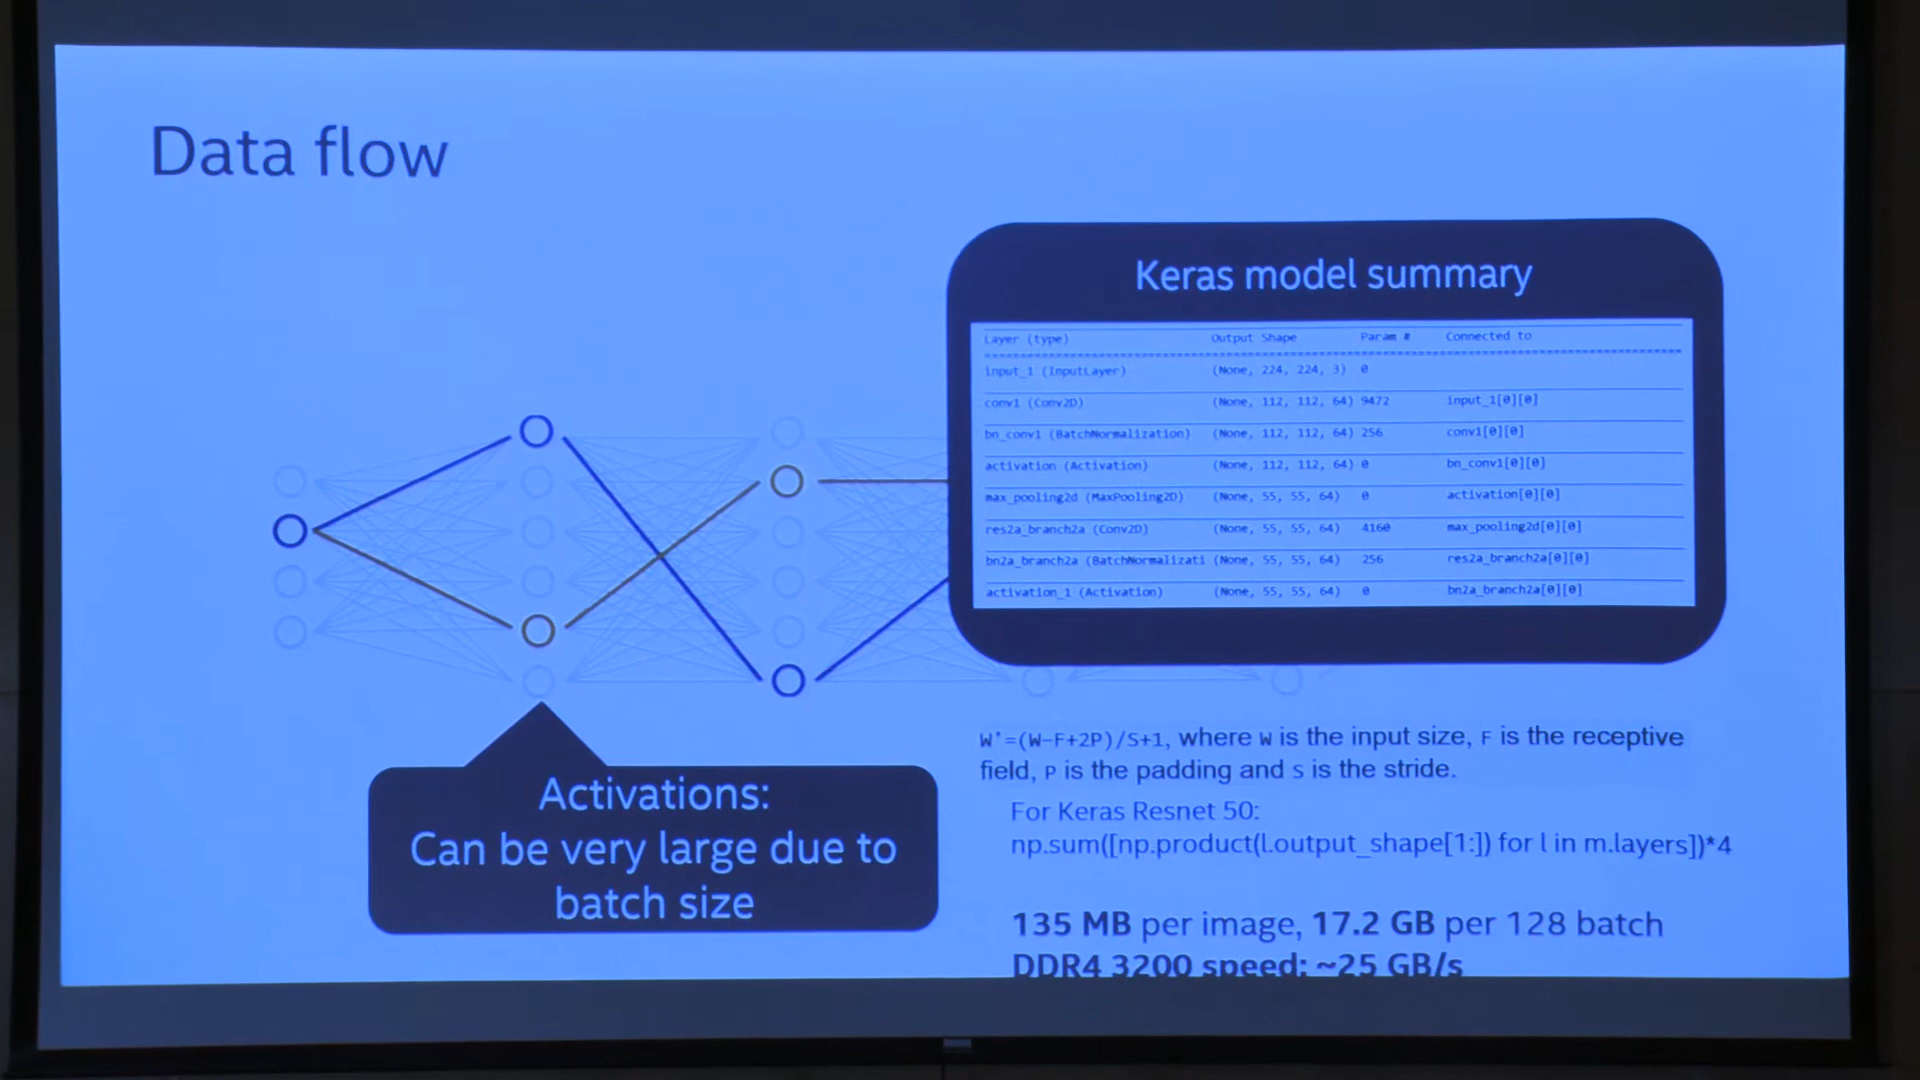 Data flow
Keras model summary
Layer (type) Output Shape Param # Connected to
input_1 (InputLayer) (None, 224, 224, 3) 0
conv1 (Conv2D) (None, 112, 112, 64) 9472 input_1[0][0]
bn_conv1 (BatchNormalization) (None, 112, 112, 64) 256 conv1[0][0]
activation (Activation) (None, 112, 112, 64) 0 bn_conv1[0][0]
max_pooling2d (MaxPooling2D) (None, 55, 55, 64) 0 activation[0][0]
res2a_branch2a (Conv2D) (None, 55, 55, 64) 4160 max_pooling2d[0][0]
bn2a_branch2a (BatchNormalizati (None, 55, 55, 64) 256 res2a_branch2a[0][0]
activation_1 (Activation) (None, 55, 55, 64) 0 bn2a_branch2a[0][0]
W'=(W-F+2P)/S+1, where W is the input size, F is the receptive
field, P is the padding and S is the stride.
For Keras Resnet 50:
np.sum([np.product(l.output_shape[1:]) for l in m.layers])*4
Activations:
Can be very large due to
batch size
135 MB per image, 17.2 GB per 128 batch
DDR4 3200 speed: ~25 GB/s